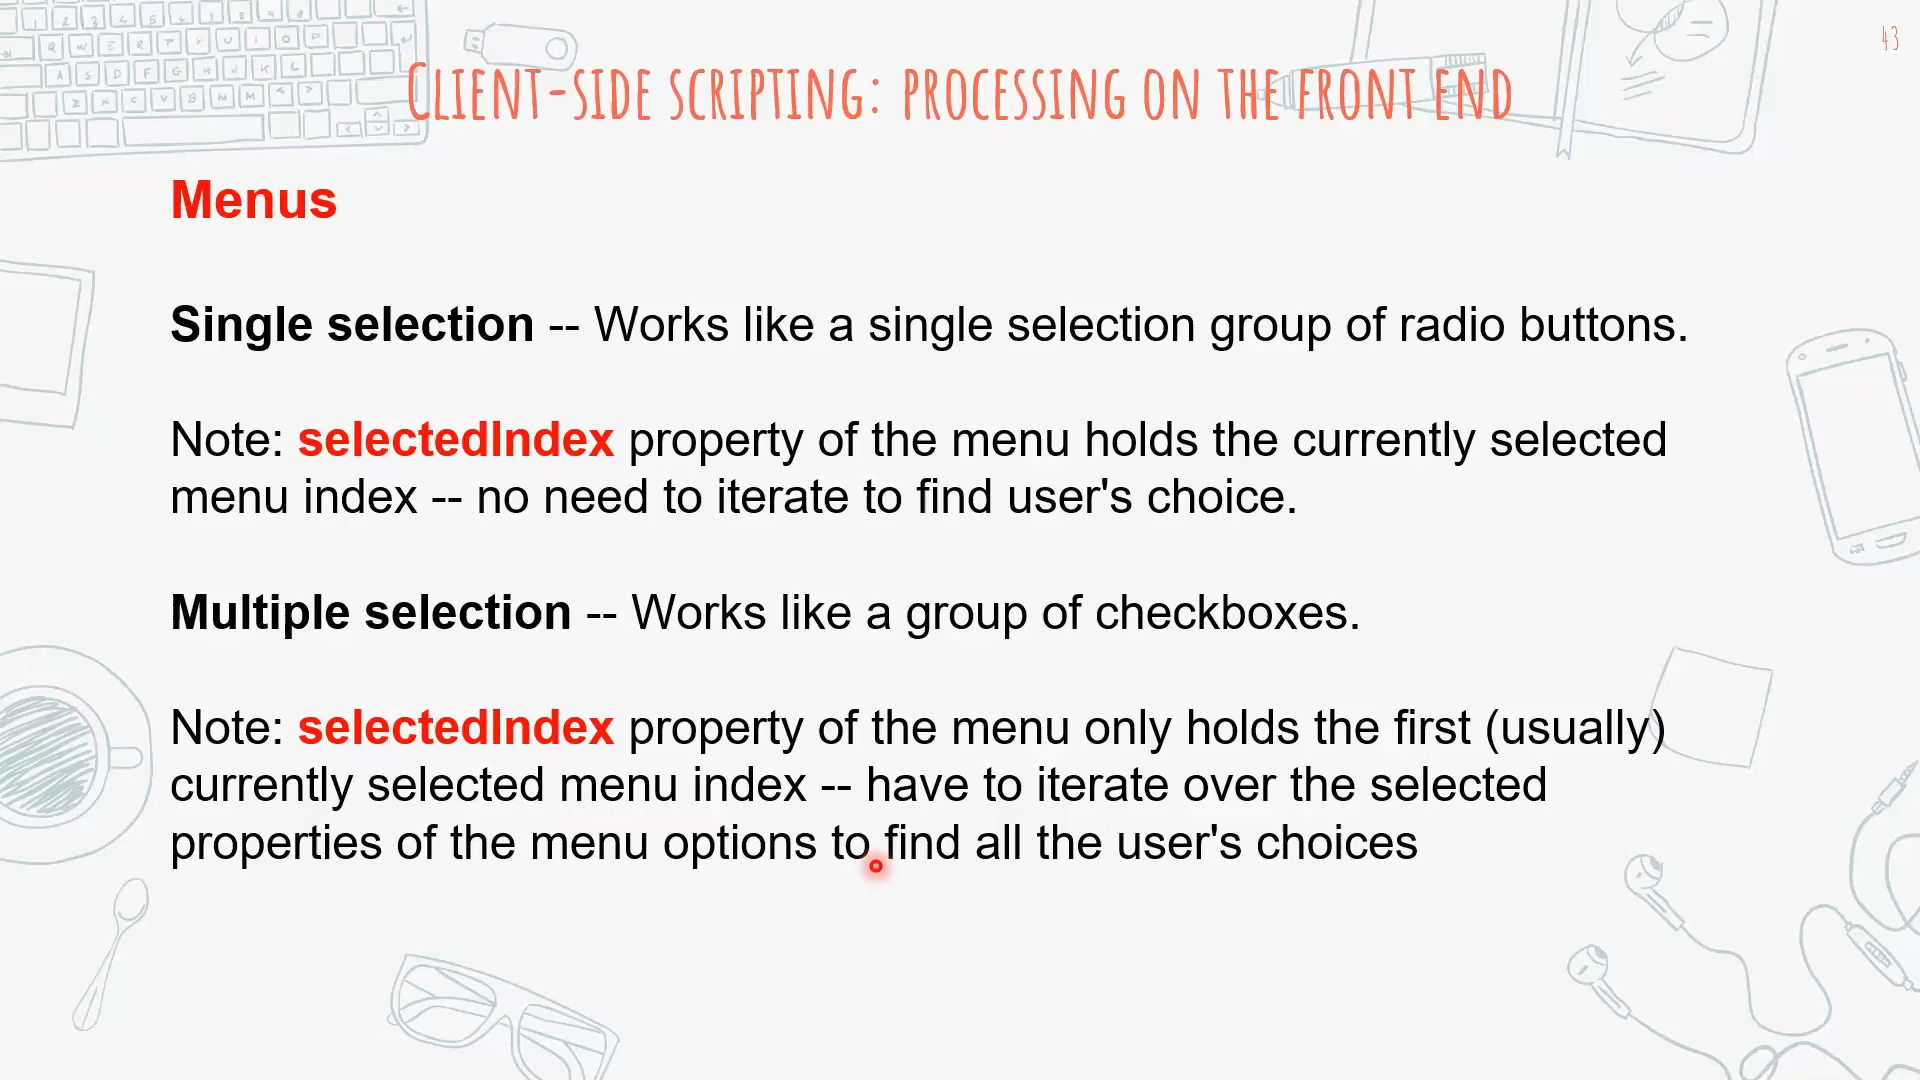 43
Client-side scripting: processing on the front end
Menus
Single selection -- Works like a single selection group of radio buttons.
Note: selectedIndex property of the menu holds the currently selected
menu index -- no need to iterate to find user's choice.
Multiple selection -- Works like a group of checkboxes.
Note: selectedIndex property of the menu only holds the first (usually)
currently selected menu index -- have to iterate over the selected
properties of the menu options to find all the user's choices